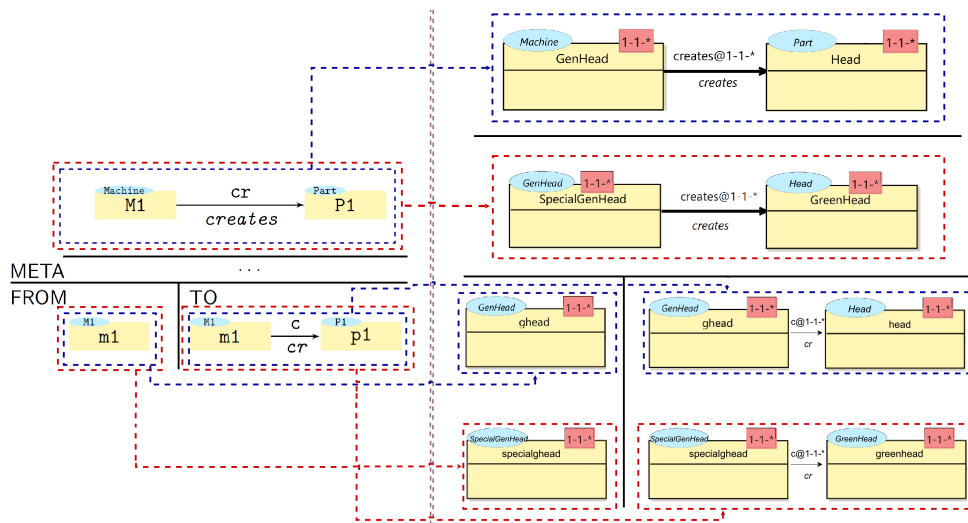 Machine 1-1-*
GenHead
creates@1-1-*
creates
Part 1-1-*
Head
GenHead 1-1-*
SpecialGenHead
creates@1-1-*
creates
Head 1-1-*
GreenHead
Machine
M1
cr
creates
Part
P1
META
...
FROM
TO
M1
m1
M1
m1
c
cr
P1
p1
GenHead 1-1-*
ghead
GenHead 1-1-*
ghead
c@1-1-*
cr
Head 1-1-*
head
SpecialGenHead 1-1-*
specialghead
SpecialGenHead 1-1-*
specialghead
c@1-1-*
cr
GreenHead 1-1-*
greenhead